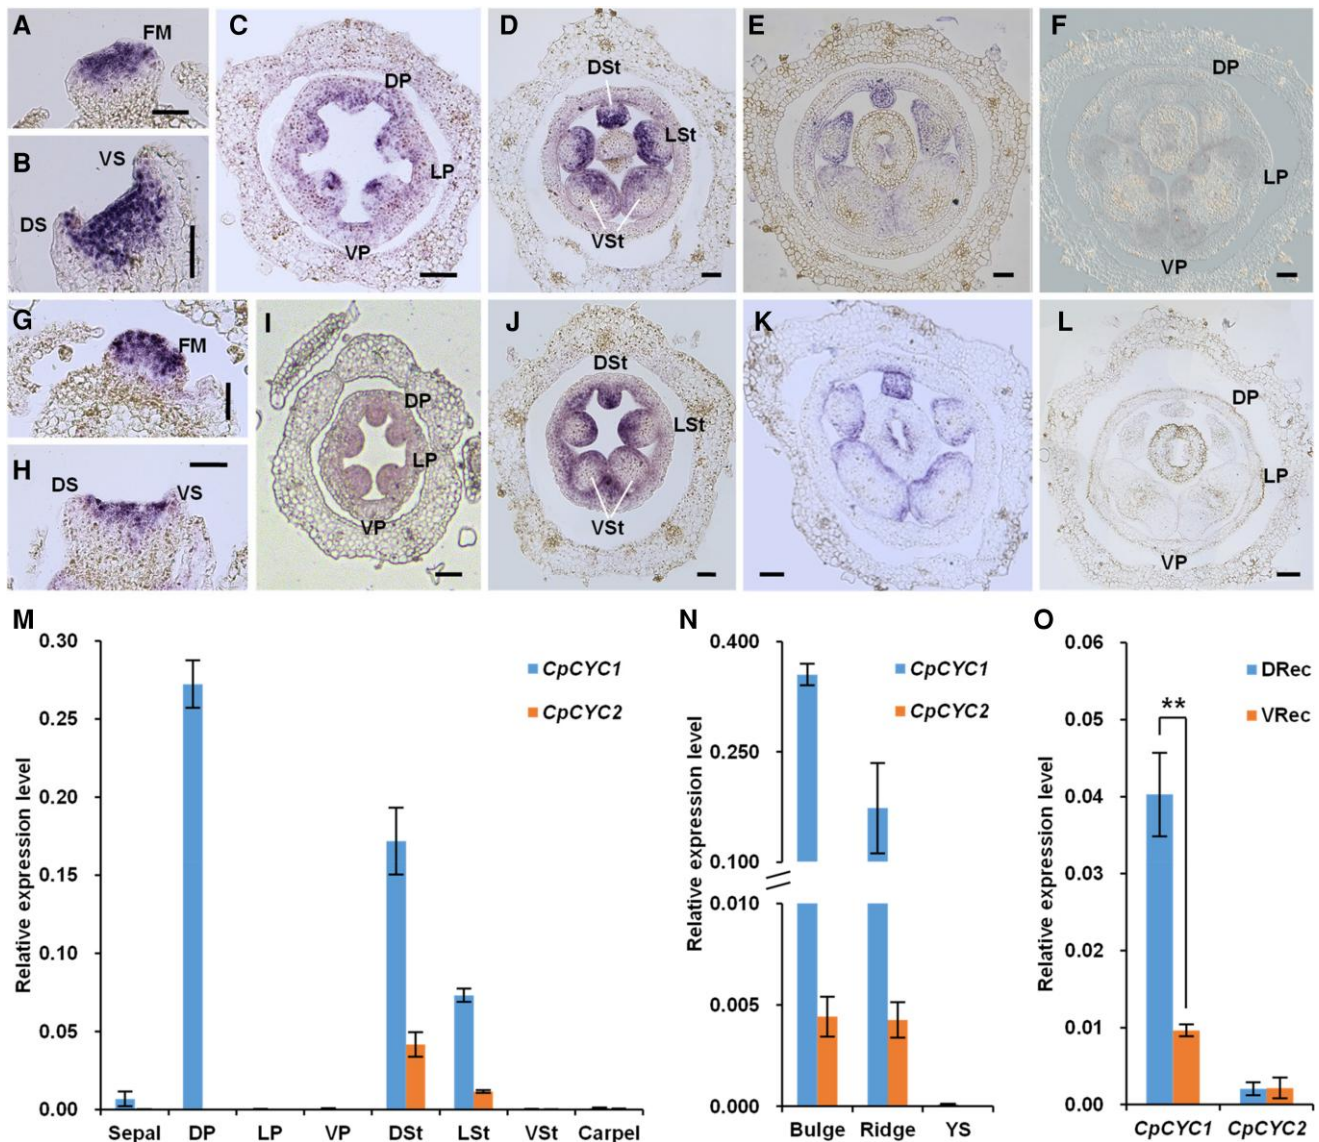 A
FM
B
VS
DS
C
DP
LP
VP
D
DSt
LSt
VSt
E
F
DP
LP
VP
G
FM
H
DS
VS
I
DP
LP
VP
J
DSt
LSt
VSt
K
L
DP
LP
VP
M
Relative expression level
0.30
0.25
0.20
0.15
0.10
0.05
0.00
CpCYC1
CpCYC2
Sepal DP LP VP DSt LSt VSt Carpel
N
Relative expression level
0.400
0.250
0.100
0.010
0.005
0.000
CpCYC1
CpCYC2
Bulge Ridge YS
O
Relative expression level
0.06
0.05
0.04
0.03
0.02
0.01
0.00
DRec
VRec
**
CpCYC1 CpCYC2